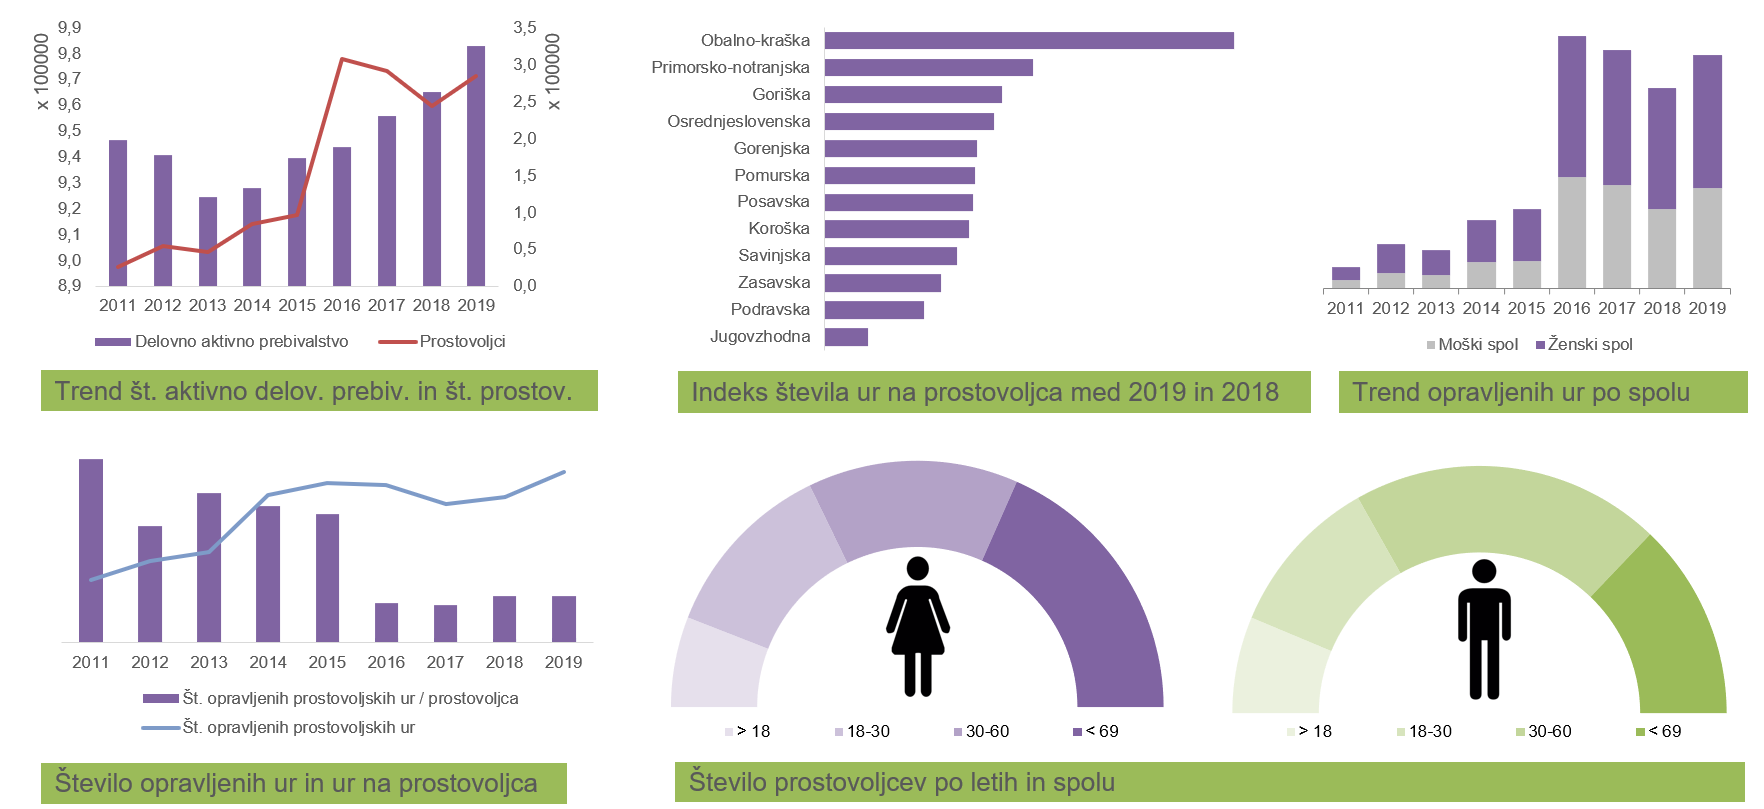 9,9
9,8
9,7
9,6
9,5
9,4
9,3
9,2
9,1
9,0
8,9
x 100000
3,5
3,0
2,5
2,0
1,5
1,0
0,5
0,0
x 100000
2011 2012 2013 2014 2015 2016 2017 2018 2019
Delovno aktivno prebivalstvo Prostovoljci
Trend št. aktivno delov. prebiv. in št. prostov.
Obalno-kraška
Primorsko-notranjska
Goriška
Osrednjeslovenska
Gorenjska
Pomurska
Posavska
Koroška
Savinjska
Zasavska
Podravska
Jugovzhodna
Indeks števila ur na prostovoljca med 2019 in 2018
2011 2012 2013 2014 2015 2016 2017 2018 2019
Moški spol Ženski spol
Trend opravljenih ur po spolu
2011 2012 2013 2014 2015 2016 2017 2018 2019
Št. opravljenih prostovoljskih ur / prostovoljca
Št. opravljenih prostovoljskih ur
Število opravljenih ur in ur na prostovoljca
> 18 18-30 30-60 < 69
> 18 18-30 30-60 < 69
Število prostovoljcev po letih in spolu